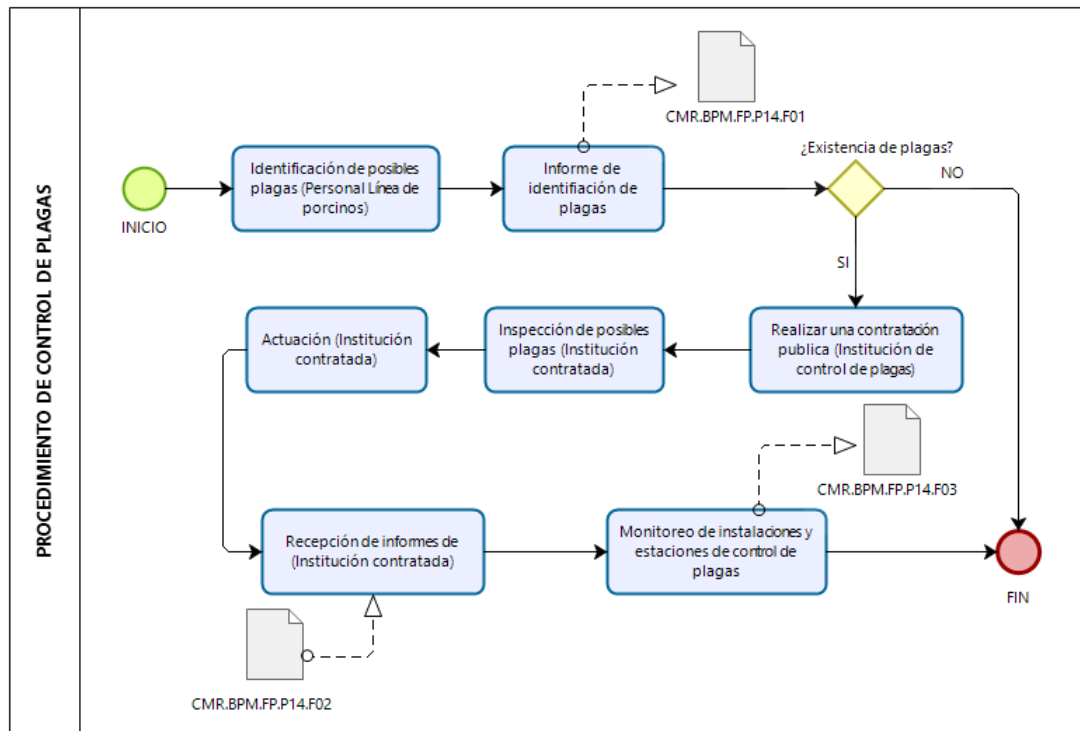 PROCEDIMIENTO DE CONTROL DE PLAGAS
CMR.BPM.FP.P14.F01
¿Existencia de plagas?
INICIO
Identificación de posibles
plagas (Personal Línea de
porcinos)
Informe de
identifiación de
plagas
NO
SI
Actuación (Institución
contratada)
Inspección de posibles
plagas (Institución
contratada)
Realizar una contratación
publica (Institución de
control de plagas)
CMR.BPM.FP.P14.F03
Recepción de informes de
(Institución contratada)
Monitoreo de instalaciones y
estaciones de control de
plagas
FIN
CMR.BPM.FP.P14.F02